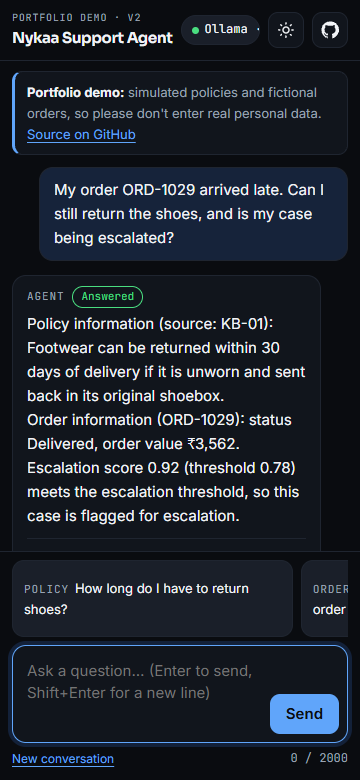 PORTFOLIO DEMO · V2
Nykaa Support Agent
Ollama ·
Portfolio demo: simulated policies and fictional
orders, so please don't enter real personal data.
Source on GitHub
My order ORD-1029 arrived late. Can I
still return the shoes, and is my case
being escalated?
AGENT Answered
Policy information (source: KB-01):
Footwear can be returned within 30
days of delivery if it is unworn and sent
back in its original shoebox.
Order information (ORD-1029): status
Delivered, order value ₹3,562.
Escalation score 0.92 (threshold 0.78)
meets the escalation threshold, so this
case is flagged for escalation.
POLICY How long do I have to return
shoes?
ORDER
order
Ask a question... (Enter to send,
Shift+Enter for a new line)
Send
New conversation
0 / 2000